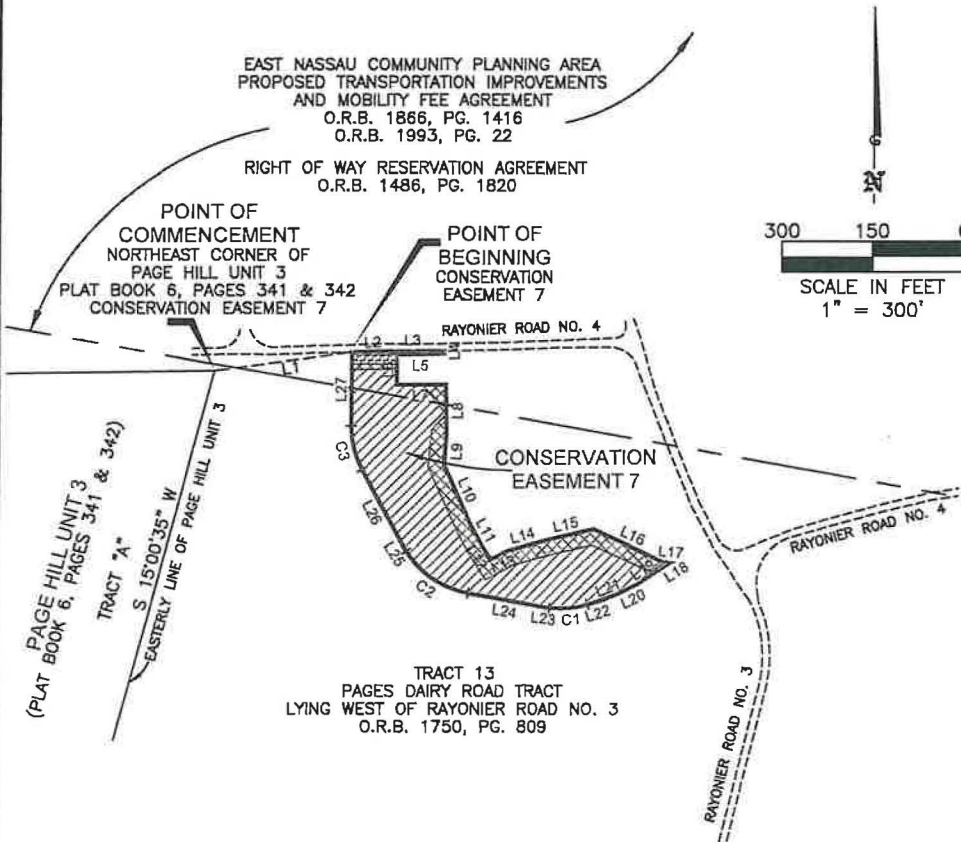 EAST NASSAU COMMUNITY PLANNING AREA
PROPOSED TRANSPORTATION IMPROVEMENTS
AND MOBILITY FEE AGREEMENT
O.R.B. 1866, PG. 1416
O.R.B. 1993, PG. 22
RIGHT OF WAY RESERVATION AGREEMENT
O.R.B. 1486, PG. 1820
N
300 150
SCALE IN FEET
1" = 300'
POINT OF
COMMENCEMENT
NORTHEAST CORNER OF
PAGE HILL UNIT 3
PLAT BOOK 6, PAGES 341 & 342
CONSERVATION EASEMENT 7
POINT OF
BEGINNING
CONSERVATION
EASEMENT 7
RAYONIER ROAD NO. 4
L1
L2
L3
L4
L5
L7
L8
L9
L10
L11
L14
L15
L16
L17
L18
L20
L21
L22
C1
L23
L24
C2
L25
L26
C3
L27
CONSERVATION
EASEMENT 7
RAYONIER ROAD NO. 4
RAYONIER ROAD NO. 3
PAGE HILL UNIT 3
(PLAT BOOK 6, PAGES 341 & 342)
TRACT "A"
S 15°00'35" W
EASTERLY LINE OF PAGE HILL UNIT 3
TRACT 13
PAGES DAIRY ROAD TRACT
LYING WEST OF RAYONIER ROAD NO. 3
O.R.B. 1750, PG. 809